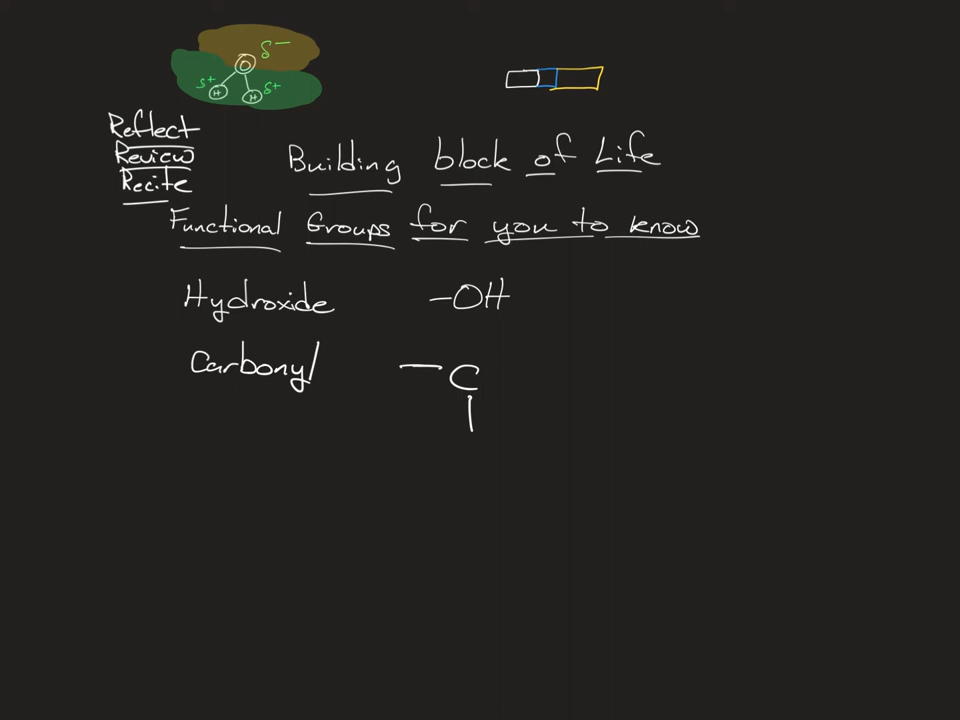 δ−
O
δ+
H
H
δ+
Reflect
Review
Recite
Building block of Life
Functional Groups for you to know
Hydroxide –OH
Carbonyl –C